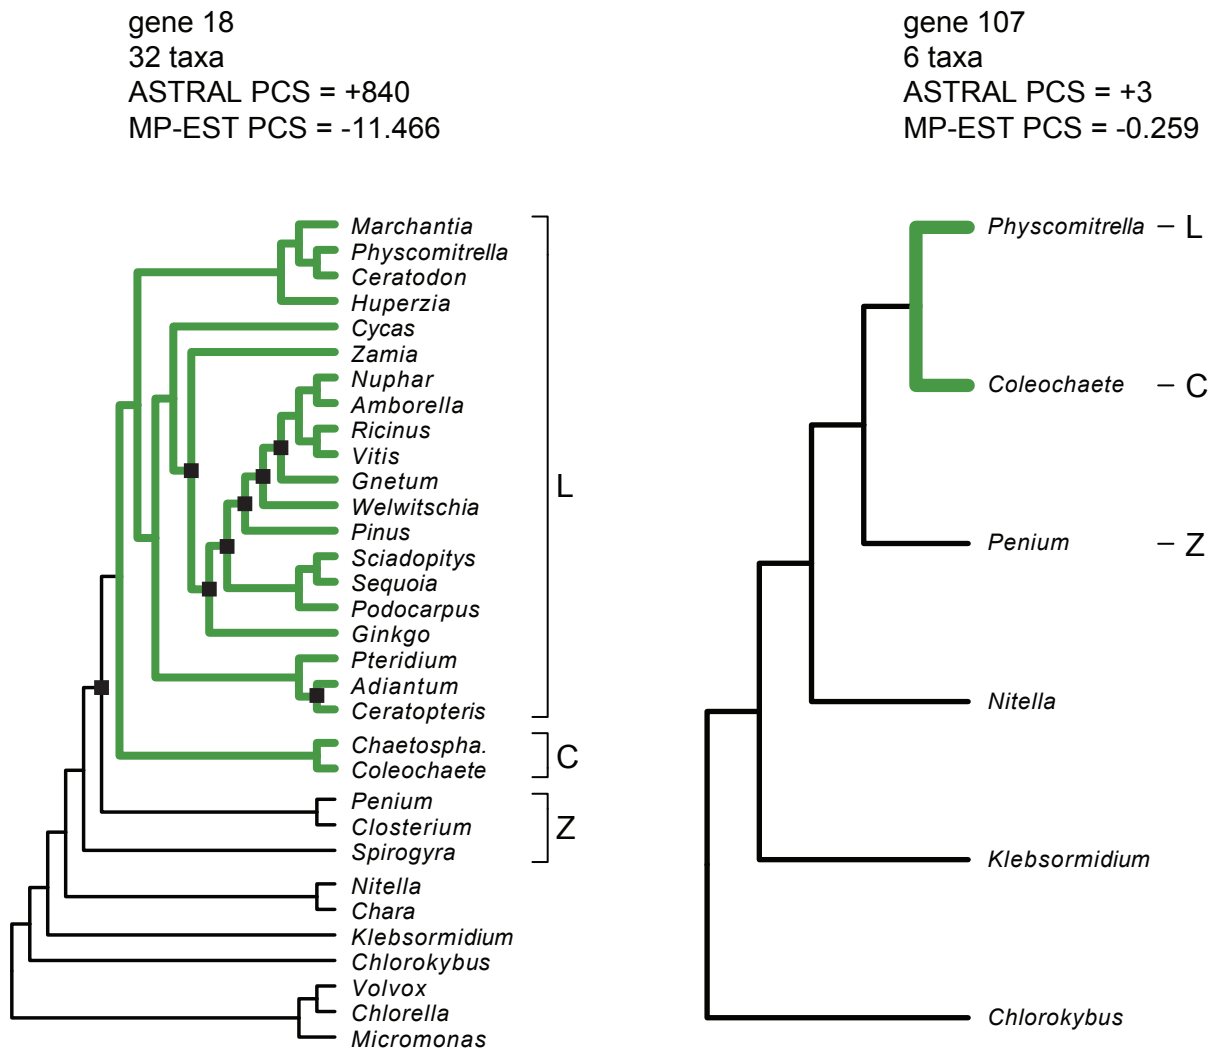 gene 18
32 taxa
ASTRAL PCS = +840
MP-EST PCS = -11.466
Marchantia
Physcomitrella
Ceratodon
Huperzia
Cycas
Zamia
Nuphar
Amborella
Ricinus
Vitis
Gnetum
Welwitschia
Pinus
Sciadopitys
Sequoia
Podocarpus
Ginkgo
Pteridium
Adiantum
Ceratopteris
L
Chaetospha.
Coleochaete
C
Penium
Closterium
Spirogyra
Z
Nitella
Chara
Klebsormidium
Chlorokybus
Volvox
Chlorella
Micromonas
gene 107
6 taxa
ASTRAL PCS = +3
MP-EST PCS = -0.259
Physcomitrella – L
Coleochaete – C
Penium – Z
Nitella
Klebsormidium
Chlorokybus